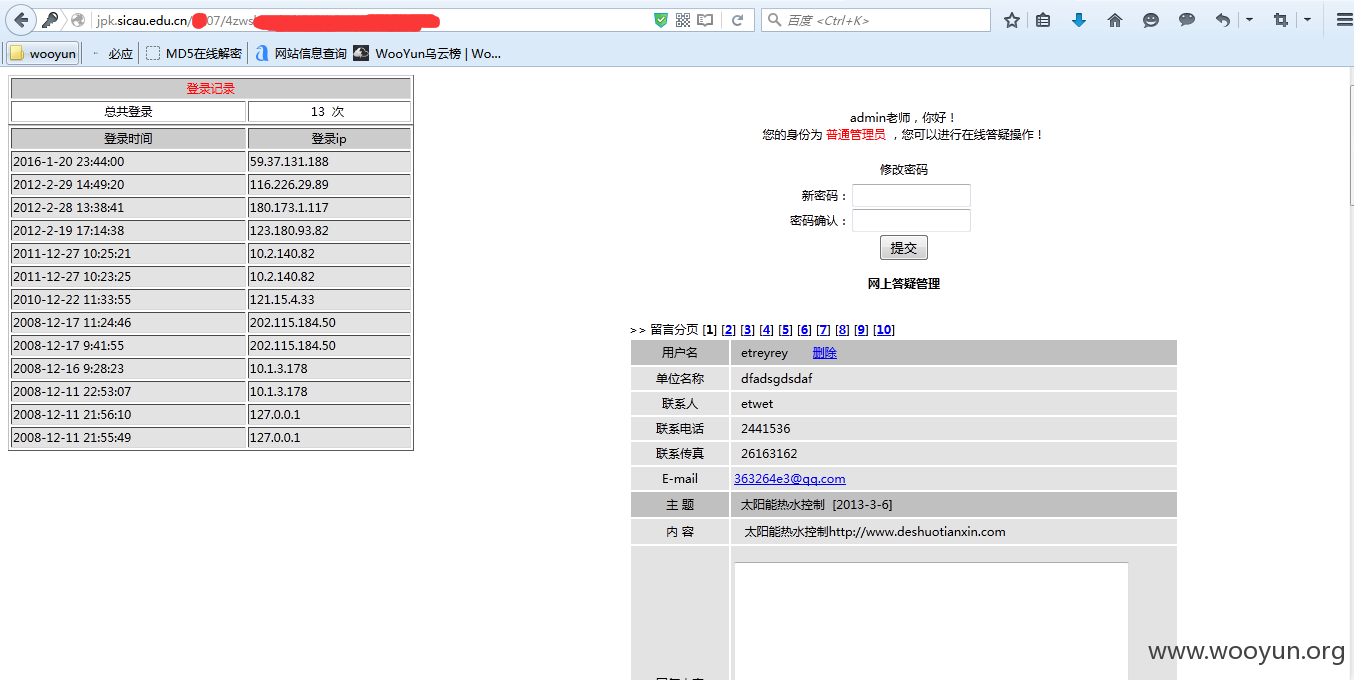 jpk.sicau.edu.cn/
07/4zws
百度 <Ctrl+K>
wooyun
必应
MD5在线解密
网站信息查询
WooYun乌云榜 | Wo...
登录记录
总共登录 13 次
登录时间 登录ip
2016-1-20 23:44:00 59.37.131.188
2012-2-29 14:49:20 116.226.29.89
2012-2-28 13:38:41 180.173.1.117
2012-2-19 17:14:38 123.180.93.82
2011-12-27 10:25:21 10.2.140.82
2011-12-27 10:23:25 10.2.140.82
2010-12-22 11:33:55 121.15.4.33
2008-12-17 11:24:46 202.115.184.50
2008-12-17 9:41:55 202.115.184.50
2008-12-16 9:28:23 10.1.3.178
2008-12-11 22:53:07 10.1.3.178
2008-12-11 21:56:10 127.0.0.1
2008-12-11 21:55:49 127.0.0.1
admin老师，你好！
您的身份为 普通管理员 ，您可以进行在线答疑操作！
修改密码
新密码：
密码确认：
提交
网上答疑管理
>> 留言分页 [1] [2] [3] [4] [5] [6] [7] [8] [9] [10]
用户名 etreyrey 删除
单位名称 dfadsgdsdaf
联系人 etwet
联系电话 2441536
联系传真 26163162
E-mail 363264e3@qq.com
主 题 太阳能热水控制 [2013-3-6]
内 容 太阳能热水控制http://www.deshuotianxin.com
www.wooyun.org